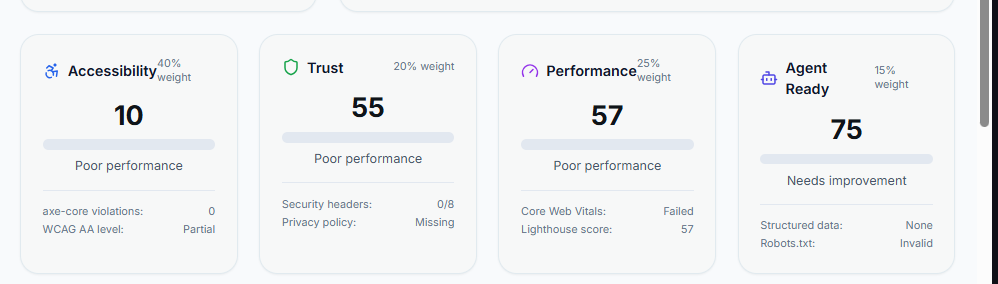 Accessibility
40%
weight
10
Poor performance
axe-core violations: 0
WCAG AA level: Partial
Trust 20% weight
55
Poor performance
Security headers: 0/8
Privacy policy: Missing
Performance
25%
weight
57
Poor performance
Core Web Vitals: Failed
Lighthouse score: 57
Agent
Ready
15%
weight
75
Needs improvement
Structured data: None
Robots.txt: Invalid